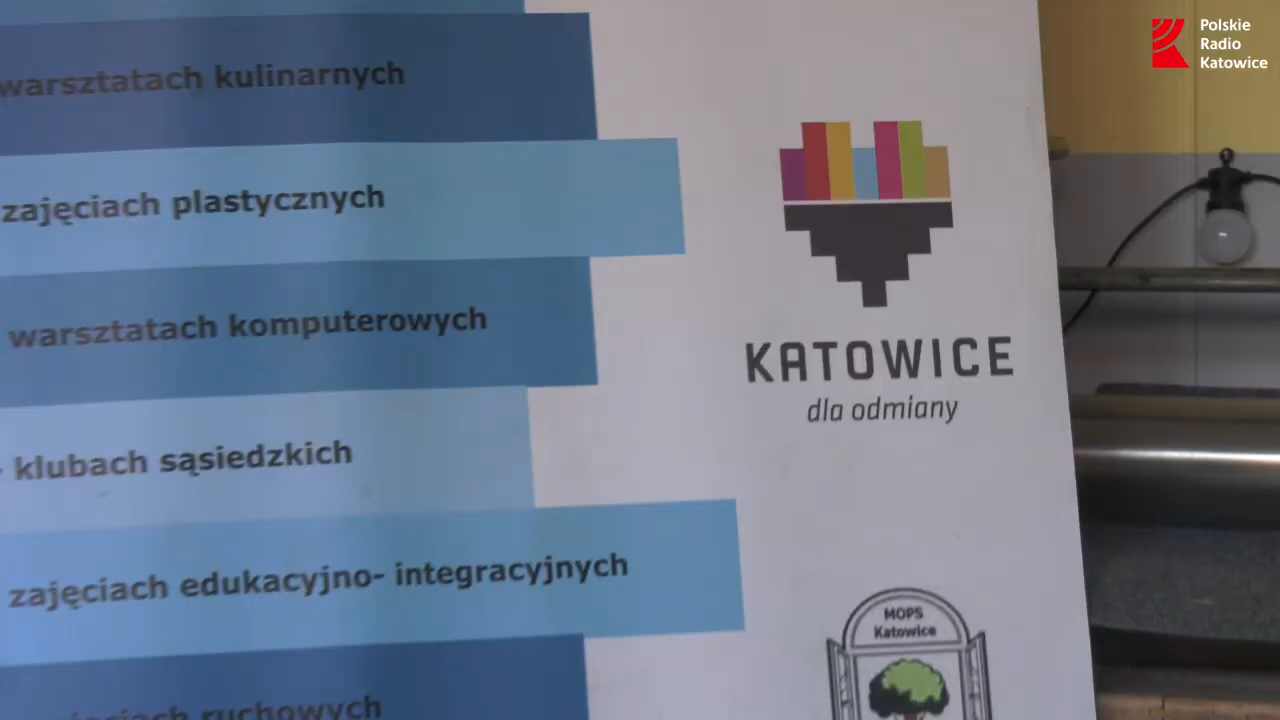 Polskie
Radio
Katowice
warsztatach kulinarnych
zajęciach plastycznych
warsztatach komputerowych
- klubach sąsiedzkich
zajęciach edukacyjno- integracyjnych
ruchowych
KATOWICE
dla odmiany
MOPS
Katowice